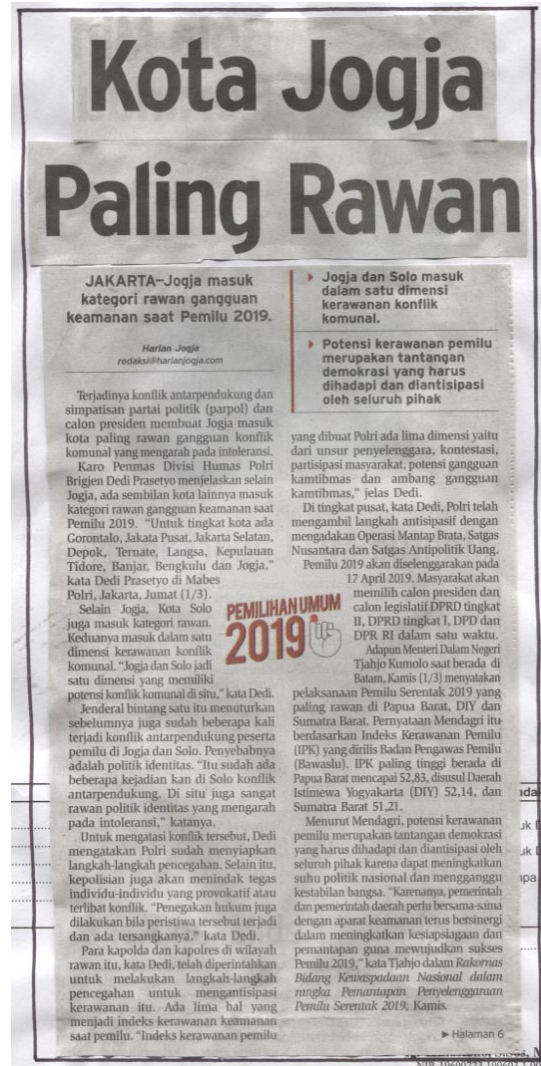 Kota Jogja
Paling Rawan
JAKARTA–Jogja masuk
kategori rawan gangguan
keamanan saat Pemilu 2019.
Harian Jogja
redaksi@harianjogja.com
Jogja dan Solo masuk
dalam satu dimensi
kerawanan konflik
komunal.
Potensi kerawanan pemilu
merupakan tantangan
demokrasi yang harus
dihadapi dan diantisipasi
oleh seluruh pihak
Terjadinya konflik antarpendukung dan
simpatisan partai politik (parpol) dan
calon presiden membuat Jogja masuk
kota paling rawan gangguan konflik
komunal yang mengarah pada intoleransi.
Karo Penmas Divisi Humas Polri
Brigjen Dedi Prasetyo menjelaskan selain
Jogja, ada sembilan kota lainnya masuk
kategori rawan gangguan keamanan saat
Pemilu 2019. “Untuk tingkat kota ada
Gorontalo, Jakata Pusat, Jakarta Selatan,
Depok, Ternate, Langsa, Kepulauan
Tidore, Banjar, Bengkulu dan Jogja,”
kata Dedi Prasetyo di Mabes
Polri, Jakarta, Jumat (1/3).
Selain Jogja, Kota Solo
juga masuk kategori rawan.
Keduanya masuk dalam satu
dimensi kerawanan konflik
komunal. “Jogja dan Solo jadi
satu dimensi yang memiliki
potensi konflik komunal di situ,” kata Dedi.
Jenderal bintang satu itu menuturkan
sebelumnya juga sudah beberapa kali
terjadi konflik antarpendukung peserta
pemilu di Jogja dan Solo. Penyebabnya
adalah politik identitas. “Itu sudah ada
beberapa kejadian kan di Solo konflik
antarpendukung. Di situ juga sangat
rawan politik identitas yang mengarah
pada intoleransi,” katanya.
Untuk mengatasi konflik tersebut, Dedi
mengatakan Polri sudah menyiapkan
langkah-langkah pencegahan. Selain itu,
kepolisian juga akan menindak tegas
individu-individu yang provokatif atau
terlibat konflik. “Penegakan hukum juga
dilakukan bila peristiwa tersebut terjadi
dan ada tersangkanya,” kata Dedi.
Para kapolda dan kapolres di wilayah
rawan itu, kata Dedi, telah diperintahkan
untuk melakukan langkah-langkah
pencegahan untuk mengantisipasi
kerawanan itu. Ada lima hal yang
menjadi indeks kerawanan keamanan
saat pemilu. “Indeks kerawanan pemilu
yang dibuat Polri ada lima dimensi yaitu
dari unsur penyelenggara, kontestasi,
partisipasi masyarakat, potensi gangguan
kamtibmas dan ambang gangguan
kamtibmas,” jelas Dedi.
Di tingkat pusat, kata Dedi, Polri telah
mengambil langkah antisipasif dengan
mengadakan Operasi Mantap Brata, Satgas
Nusantara dan Satgas Antipolitik Uang.
Pemilu 2019 akan diselenggarakan pada
17 April 2019. Masyarakat akan
memilih calon presiden dan
calon legislatif DPRD tingkat
II, DPRD tingkat I, DPD dan
DPR RI dalam satu waktu.
Adapun Menteri Dalam Negeri
Tjahjo Kumolo saat berada di
Batam, Kamis (1/3) menyatakan
pelaksanaan Pemilu Serentak 2019 yang
paling rawan di Papua Barat, DIY dan
Sumatra Barat. Pernyataan Mendagri itu
berdasarkan Indeks Kerawanan Pemilu
(IPK) yang dirilis Badan Pengawas Pemilu
(Bawaslu). IPK paling tinggi berada di
Papua Barat mencapai 52,83, disusul Daerah
Istimewa Yogyakarta (DIY) 52,14, dan
Sumatra Barat 51,21.
Menurut Mendagri, potensi kerawanan
pemilu merupakan tantangan demokrasi
yang harus dihadapi dan diantisipasi oleh
seluruh pihak karena dapat meningkatkan
suhu politik nasional dan mengganggu
kestabilan bangsa. “Karenanya, pemerintah
dan pemerintah daerah perlu bersama-sama
dengan aparat keamanan terus bersinergi
dalam meningkatkan kesiapsiagaan dan
pemantapan guna mewujudkan sukses
Pemilu 2019,” kata Tjahjo dalam Rakornas
Bidang Kewaspadaan Nasional dalam
rangka Pemantapan Penyelenggaraan
Pemilu Serentak 2019, Kamis.
PEMILIHAN UMUM
2019
Halaman 6